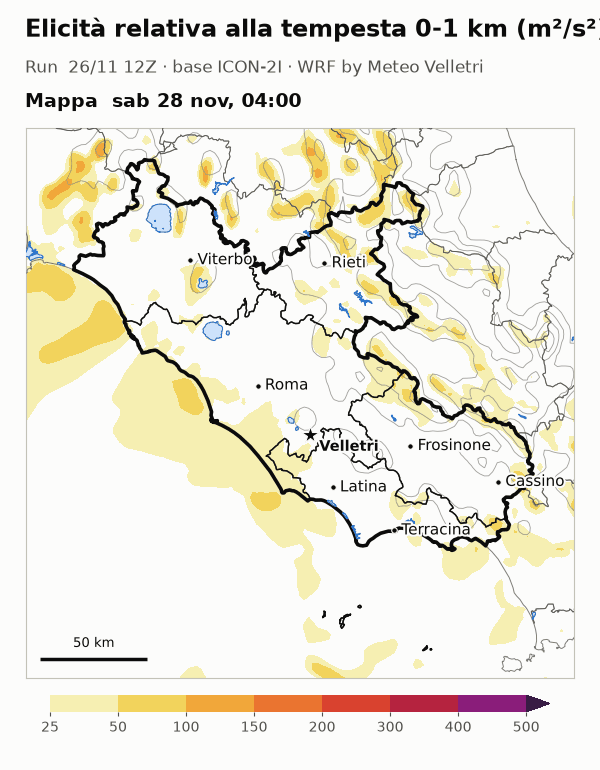 Elicità relativa alla tempesta 0-1 km (m²/s²)
Run  26/11 12Z · base ICON-2I · WRF by Meteo Velletri
Mappa  sab 28 nov, 04:00
Viterbo
Rieti
Roma
Velletri
Frosinone
Cassino
Latina
Terracina
50 km
25 50 100 150 200 300 400 500